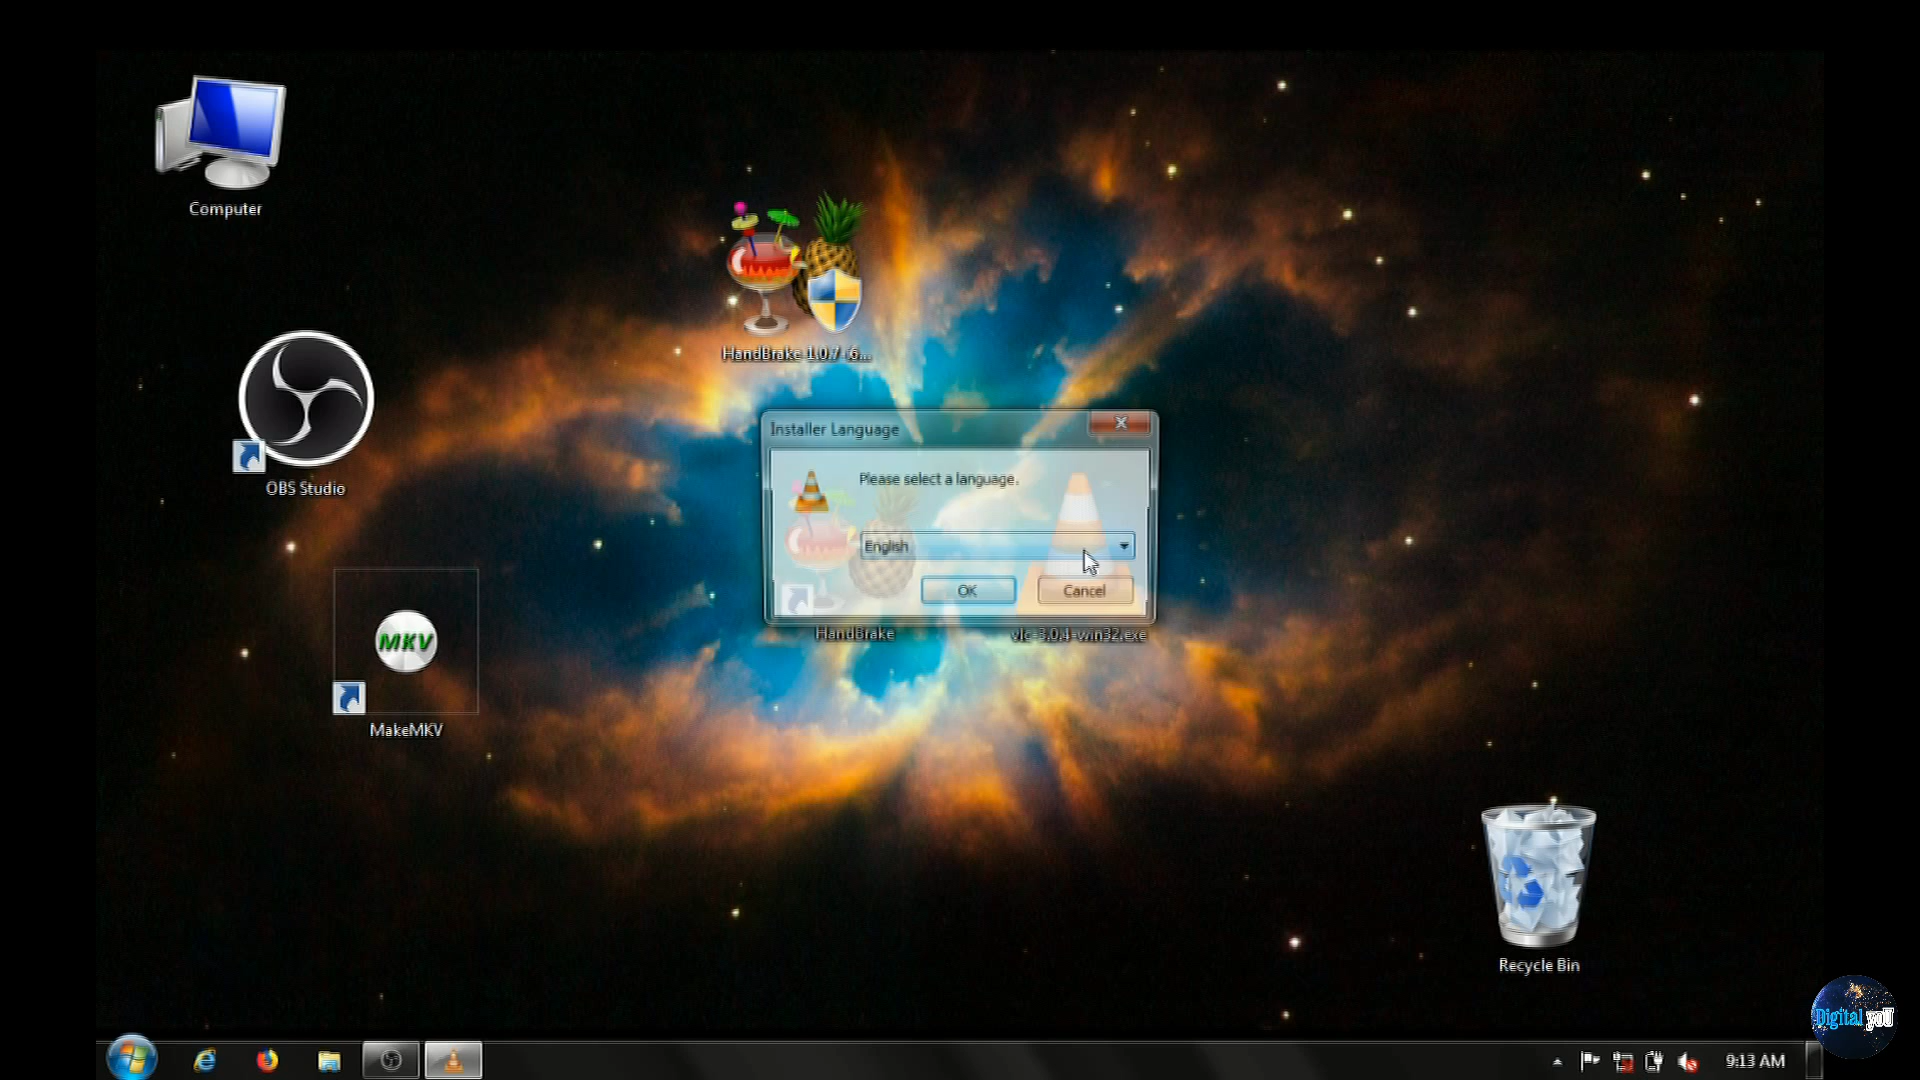 Computer
HandBrake-1.0.7-(6...
Installer Language
Please select a language.
English
OK
Cancel
OBS Studio
HandBrake
vlc-3.0.4-win32.exe
MKV
MakeMKV
Recycle Bin
Digital yoU
9:13 AM